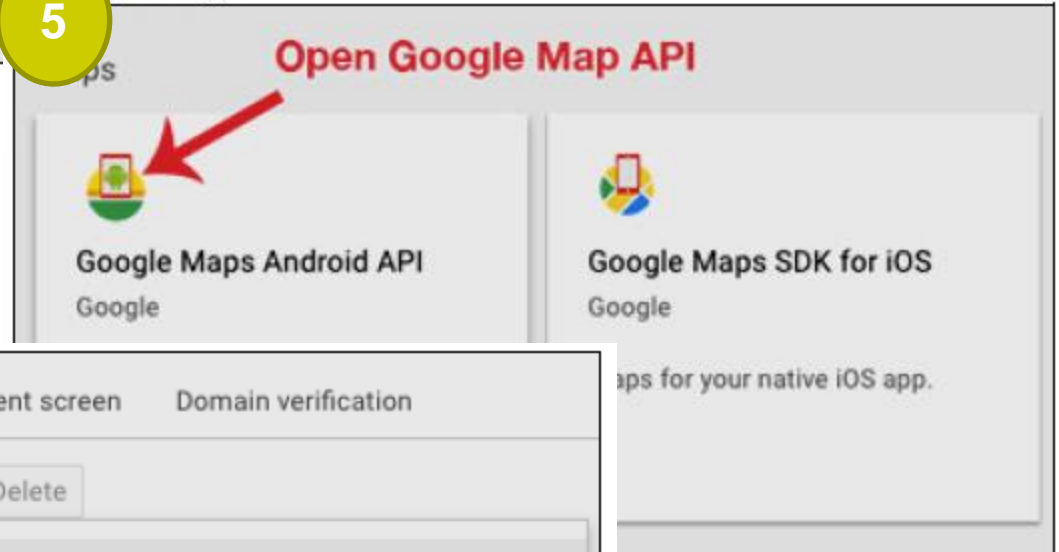 5
Open Google Map API
ps
Google Maps Android API
Google
Google Maps SDK for iOS
Google
aps for your native iOS app.
ent screen
Domain verification
Delete